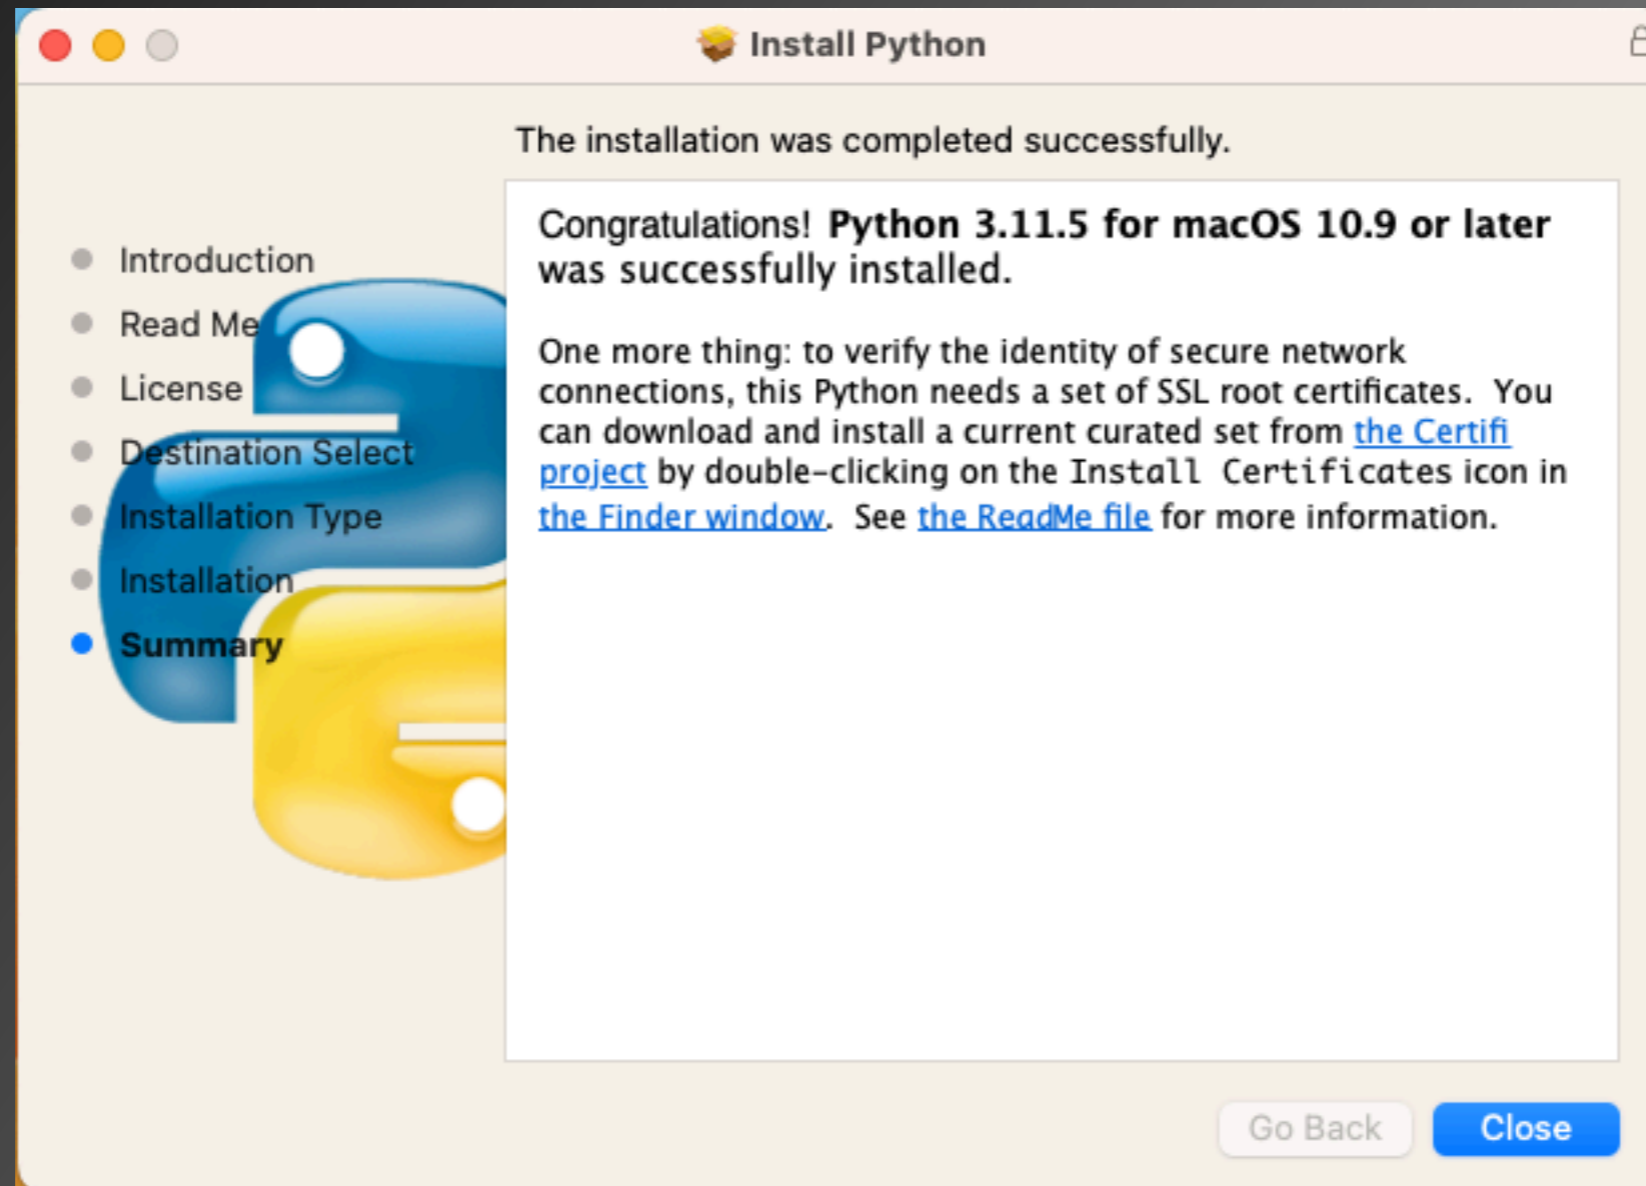 Install Python
The installation was completed successfully.
Introduction
Read Me
License
Destination Select
Installation Type
Installation
Summary
Congratulations! Python 3.11.5 for macOS 10.9 or later
was successfully installed.
One more thing: to verify the identity of secure network
connections, this Python needs a set of SSL root certificates.  You
can download and install a current curated set from the Certifi
project by double-clicking on the Install Certificates icon in
the Finder window.  See the ReadMe file for more information.
Go Back
Close